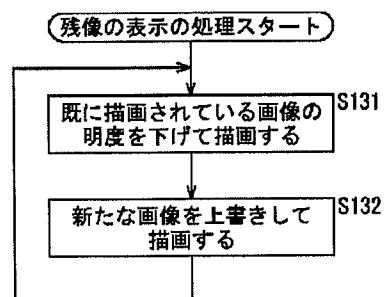 残像の表示の処理スタート
既に描画されている画像の
明度を下げて描画する
S131
新たな画像を上書きして
描画する
S132